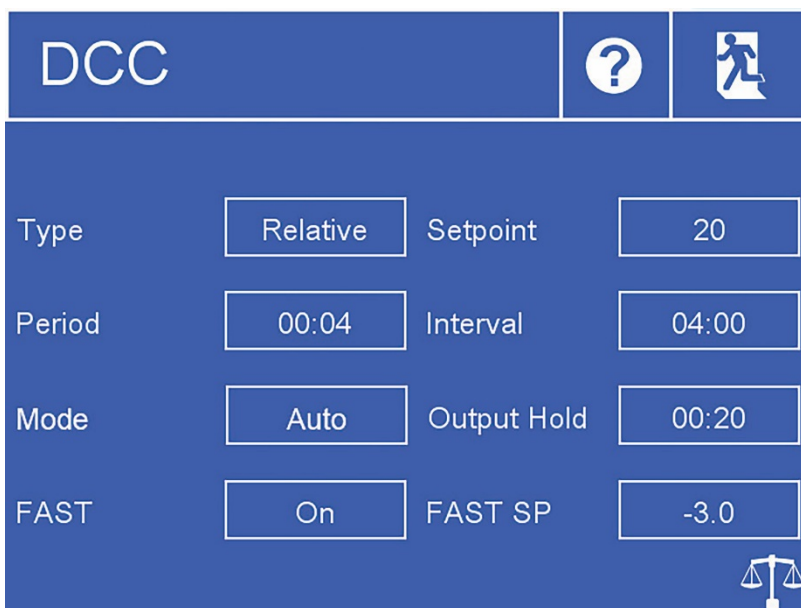 DCC ?
Type Relative Setpoint 20
Period 00:04 Interval 04:00
Mode Auto Output Hold 00:20
FAST On FAST SP -3.0